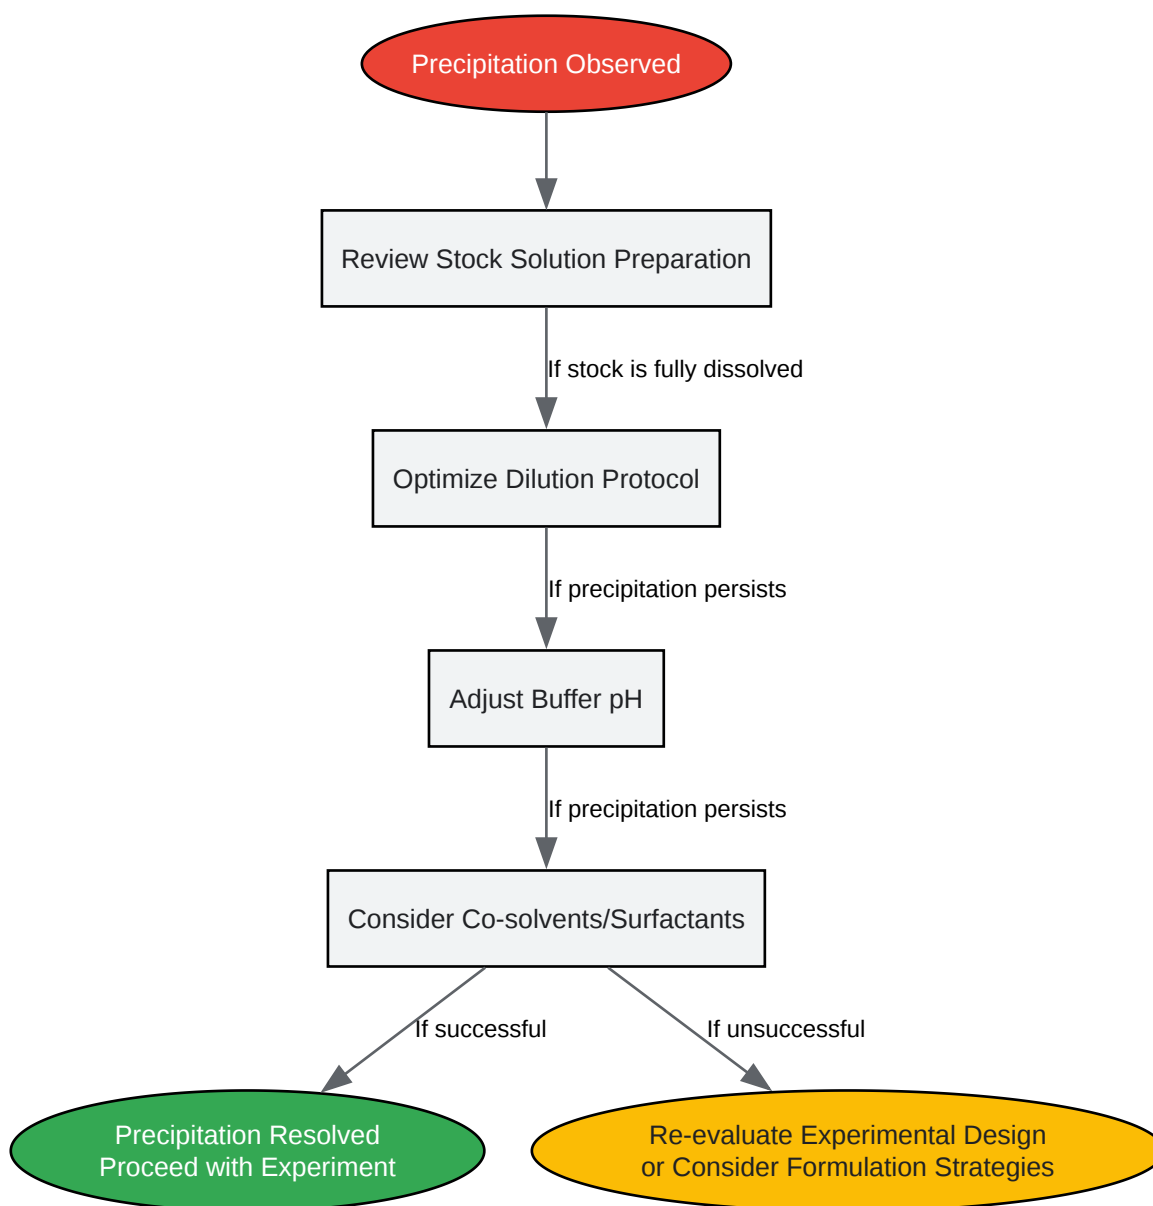 Precipitation Observed
Review Stock Solution Preparation
If stock is fully dissolved
Optimize Dilution Protocol
If precipitation persists
Adjust Buffer pH
If precipitation persists
Consider Co-solvents/Surfactants
If successful
If unsuccessful
Precipitation Resolved
Proceed with Experiment
Re-evaluate Experimental Design
or Consider Formulation Strategies